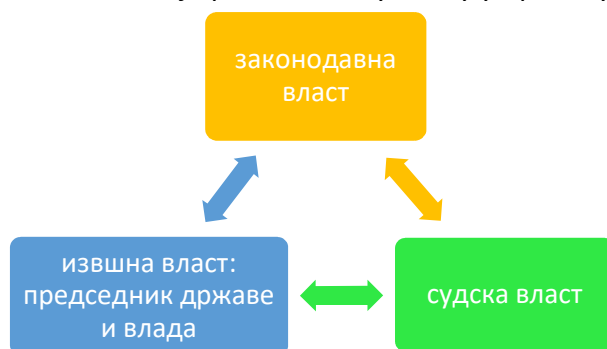 законодавна
власт
извшна власт:
председник државе
и влада
судска власт